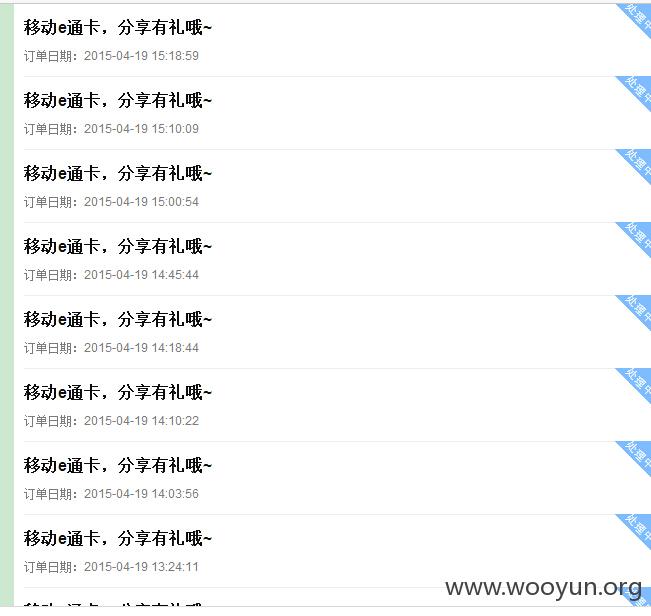 移动e通卡，分享有礼哦~
处理中
订单日期：2015-04-19 15:18:59
移动e通卡，分享有礼哦~
处理中
订单日期：2015-04-19 15:10:09
移动e通卡，分享有礼哦~
处理中
订单日期：2015-04-19 15:00:54
移动e通卡，分享有礼哦~
处理中
订单日期：2015-04-19 14:45:44
移动e通卡，分享有礼哦~
处理中
订单日期：2015-04-19 14:18:44
移动e通卡，分享有礼哦~
处理中
订单日期：2015-04-19 14:10:22
移动e通卡，分享有礼哦~
处理中
订单日期：2015-04-19 14:03:56
移动e通卡，分享有礼哦~
处理中
订单日期：2015-04-19 13:24:11
www.wooyun.org